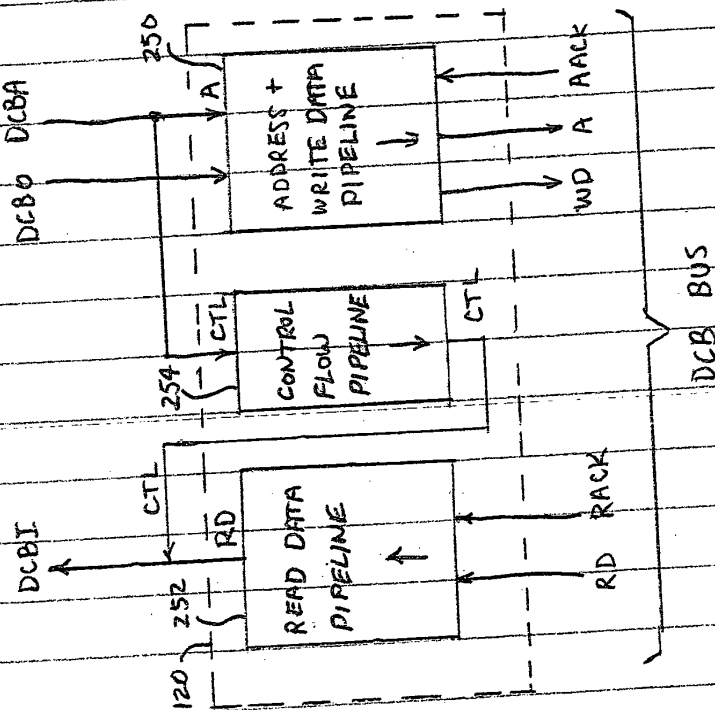 DCBI
DCBO
DCBA
CTL
120
252
RD
254
CTL
A
250
READ DATA
PIPELINE
CONTROL
FLOW
PIPELINE
ADDRESS +
WRITE DATA
PIPELINE
CTL
RD
RACK
WD
A
AACK
DCB BUS